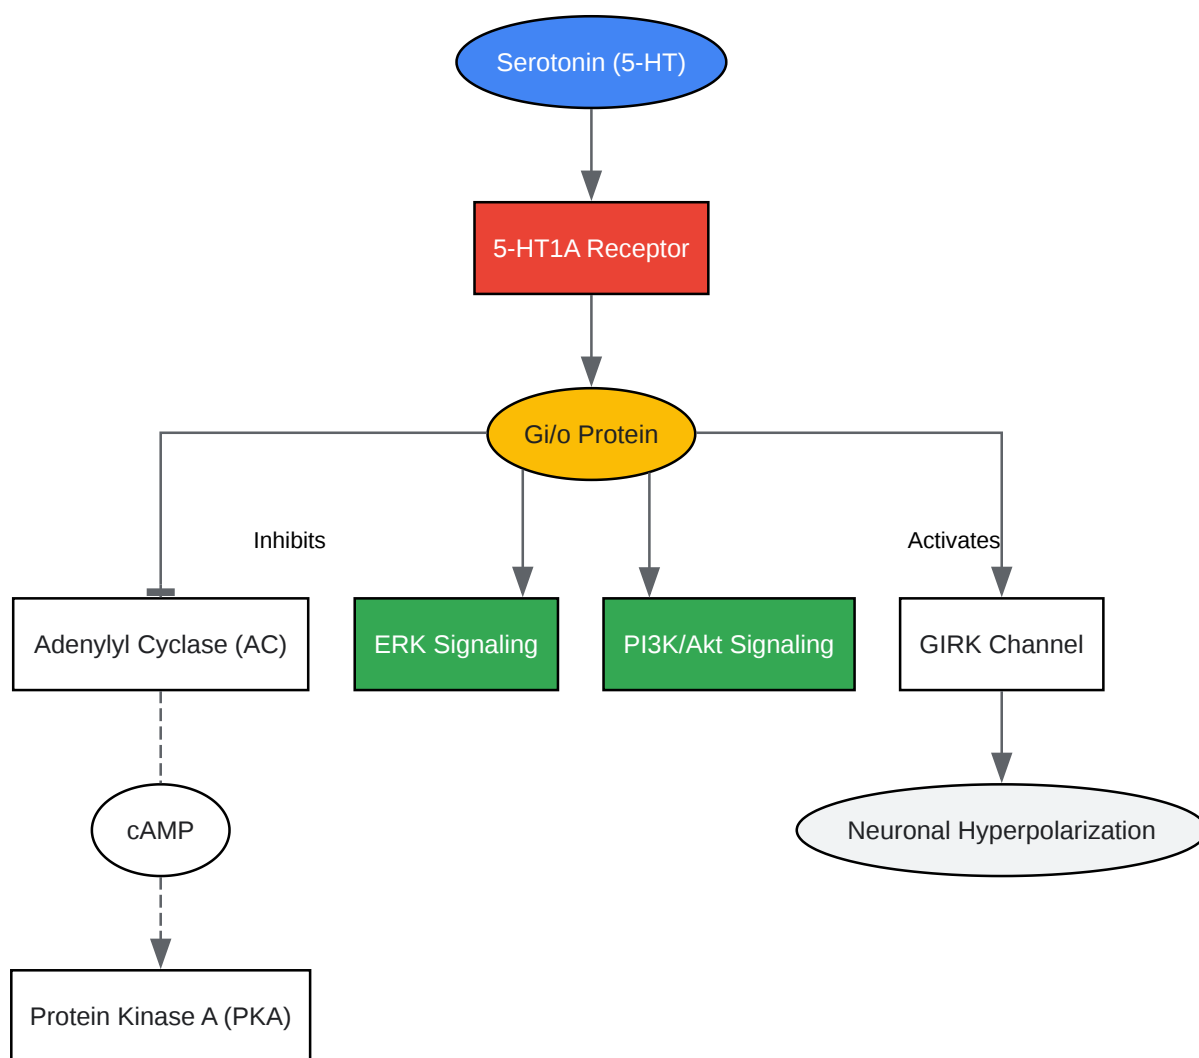 Serotonin (5-HT)
5-HT1A Receptor
Gi/o Protein
Inhibits
Activates
Adenylyl Cyclase (AC)
ERK Signaling
PI3K/Akt Signaling
GIRK Channel
cAMP
Neuronal Hyperpolarization
Protein Kinase A (PKA)